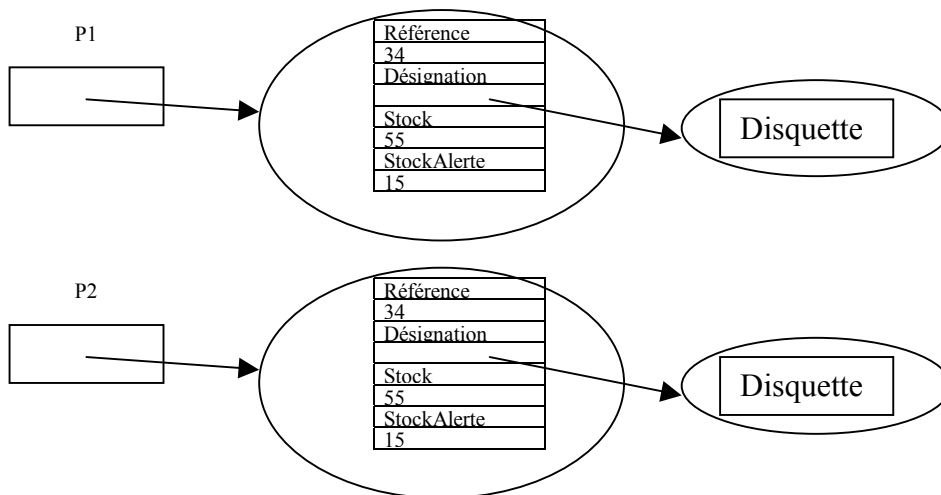 P1
Référence
34
Désignation
Stock
55
StockAlerte
15
Disquette
P2
Référence
34
Désignation
Stock
55
StockAlerte
15
Disquette